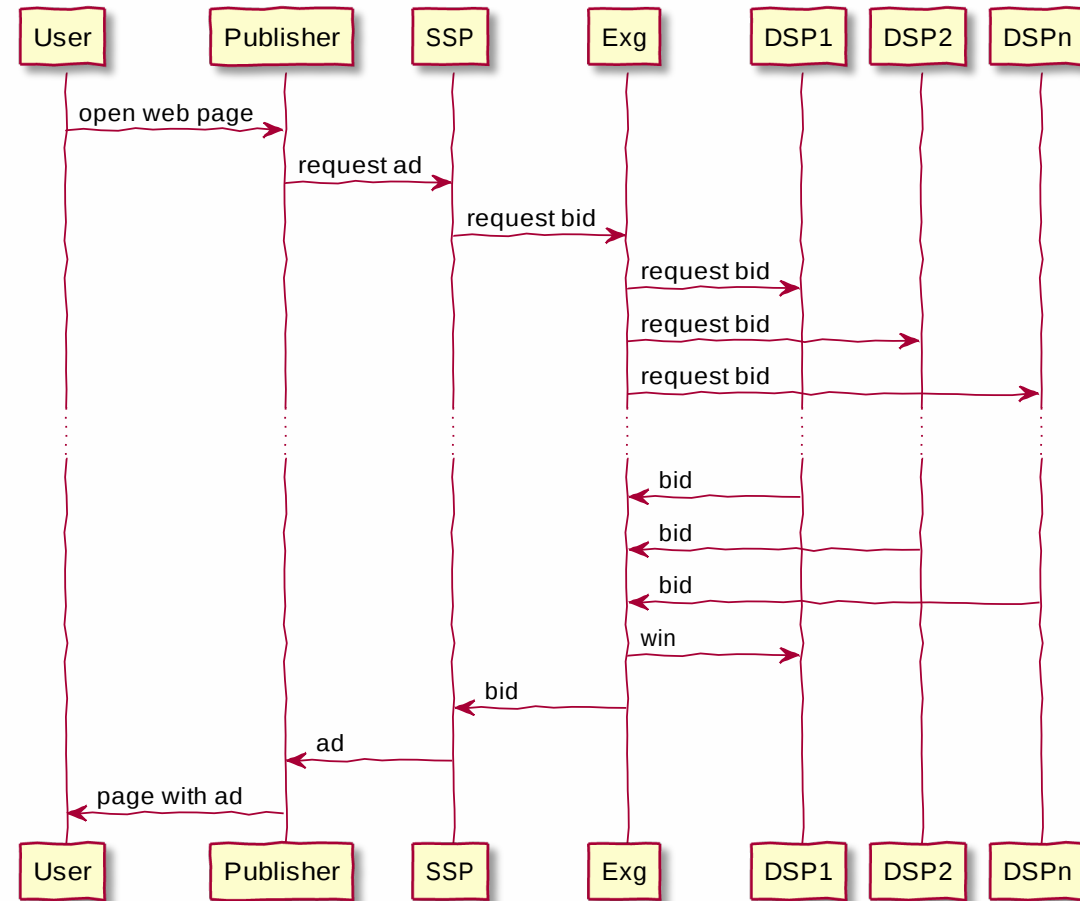 User Publisher SSP Exg DSP1 DSP2 DSPn
open web page
request ad
request bid
request bid
request bid
request bid
bid
bid
bid
win
bid
ad
page with ad
User Publisher SSP Exg DSP1 DSP2 DSPn